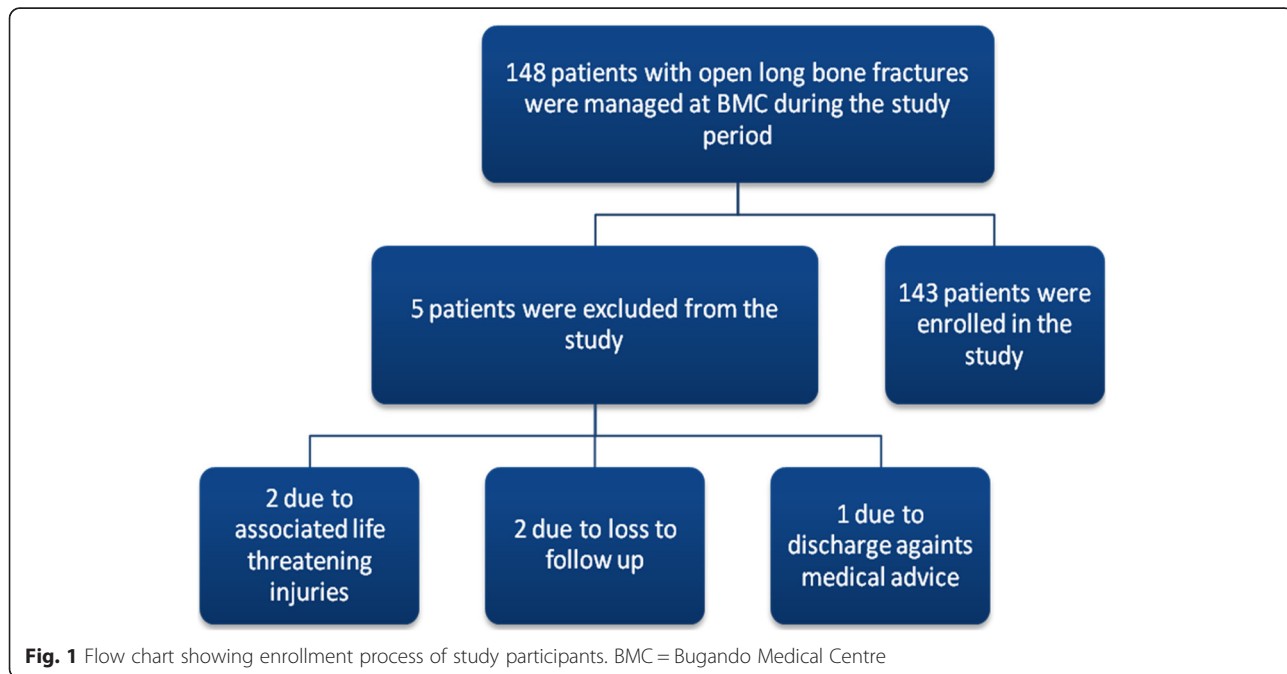 148 patients with open long bone fractures
were managed at BMC during the study
period
5 patients were excluded from the
study
143 patients were
enrolled in the
study
2 due to
associated life
threatening
injuries
2 due to loss to
follow up
1 due to
discharge againts
medical advice
Fig. 1 Flow chart showing enrollment process of study participants. BMC = Bugando Medical Centre